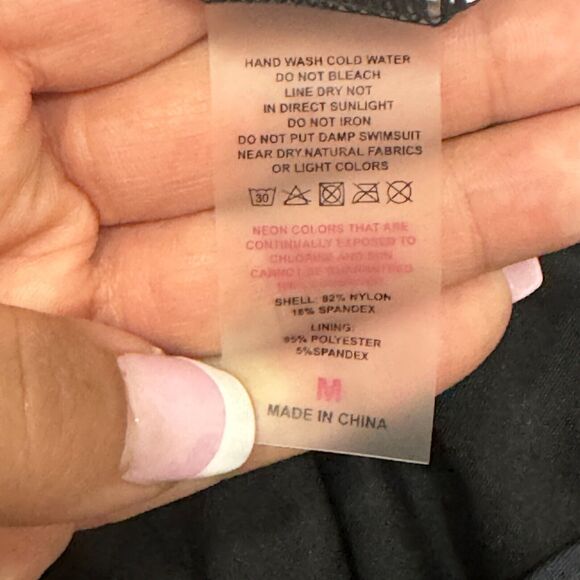 HAND WASH COLD WATER
DO NOT BLEACH
LINE DRY NOT
IN DIRECT SUNLIGHT
DO NOT IRON
DO NOT PUT DAMP SWIMSUIT
NEAR DRY NATURAL FABRICS
OR LIGHT COLORS
30
NEON COLORS THAT ARE
CONTINUALLY EXPOSED TO
CHLORINE AND SUN
CANNOT BE GUARANTEED
SHELL: 82% NYLON
18% SPANDEX
LINING:
95% POLYESTER
5%SPANDEX
M
MADE IN CHINA